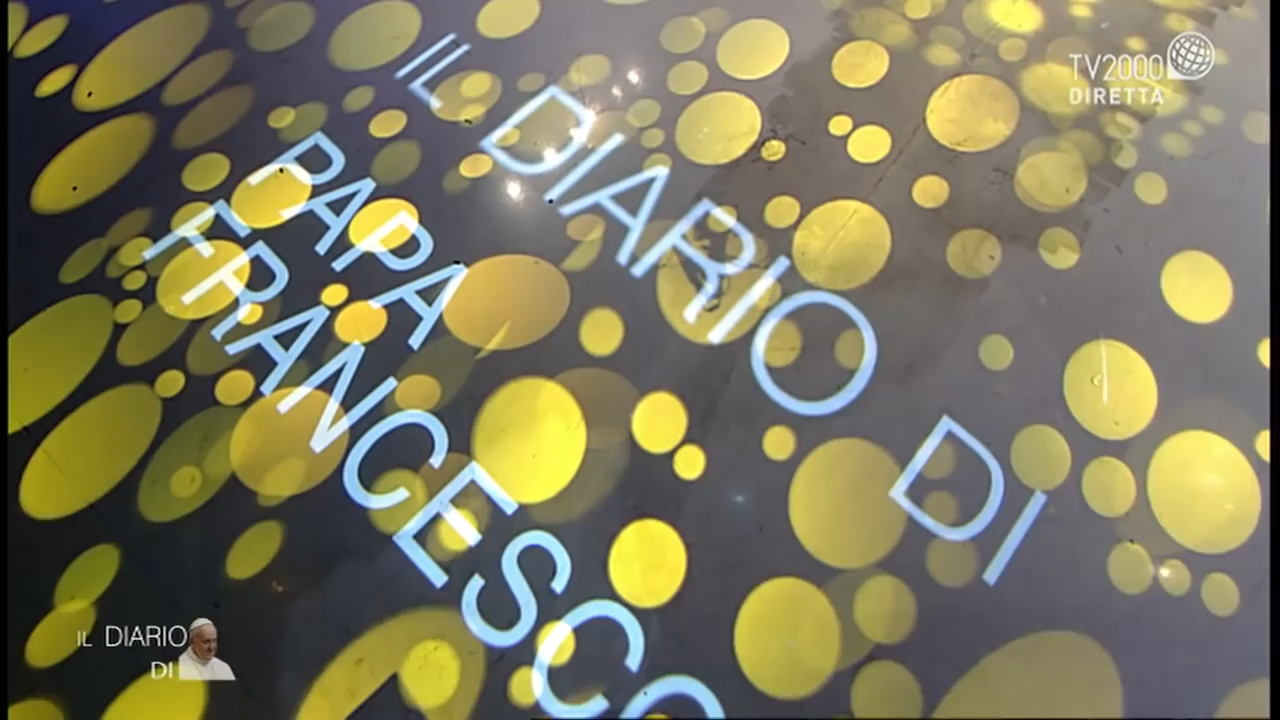 IL DIARIO DI
PAPA
FRANCESCO
TV2000
DIRETTA
IL DIARIO
DI